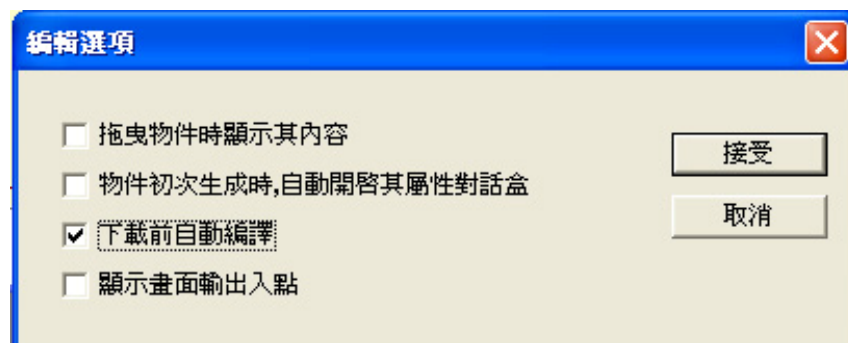 編輯選項
拖曳物件時顯示其內容
物件初次生成時,自動開啓其屬性對話盒
下載前自動編譯
顯示畫面輸出入點
接受
取消